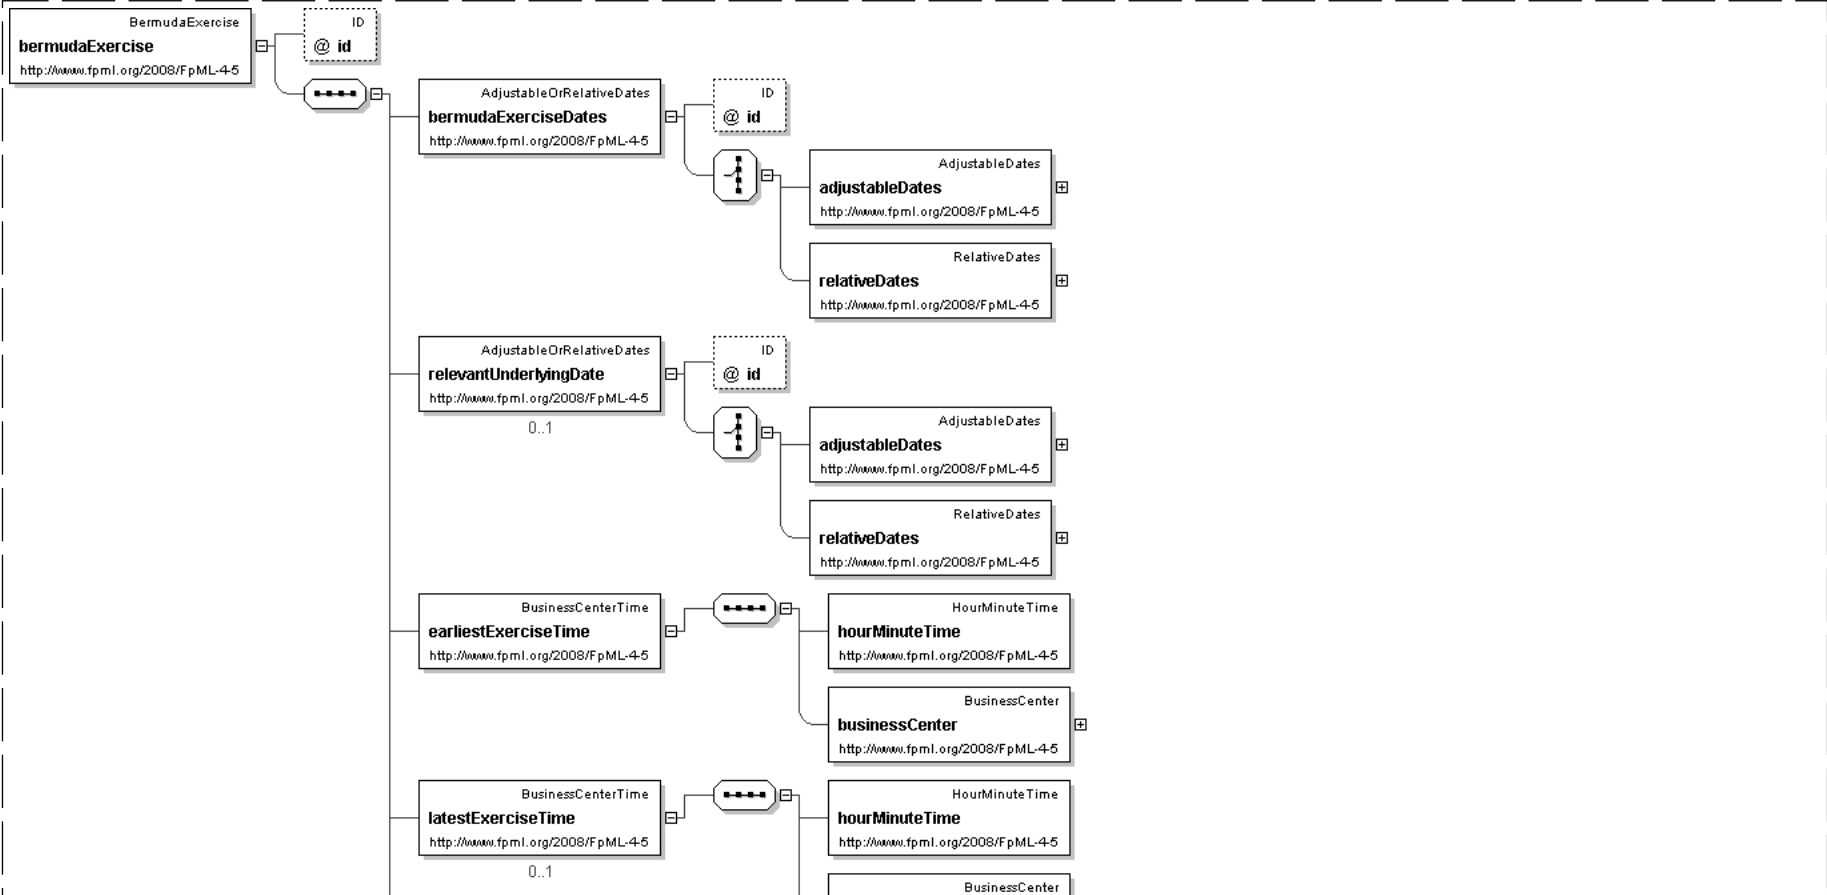 BermudaExercise
bermudaExercise
http://www.fpml.org/2008/FpML-4-5
ID
@ id
AdjustableOrRelativeDates
bermudaExerciseDates
http://www.fpml.org/2008/FpML-4-5
ID
@ id
AdjustableDates
adjustableDates
http://www.fpml.org/2008/FpML-4-5
RelativeDates
relativeDates
http://www.fpml.org/2008/FpML-4-5
AdjustableOrRelativeDates
relevantUnderlyingDate
http://www.fpml.org/2008/FpML-4-5
0..1
ID
@ id
AdjustableDates
adjustableDates
http://www.fpml.org/2008/FpML-4-5
RelativeDates
relativeDates
http://www.fpml.org/2008/FpML-4-5
BusinessCenterTime
earliestExerciseTime
http://www.fpml.org/2008/FpML-4-5
HourMinuteTime
hourMinuteTime
http://www.fpml.org/2008/FpML-4-5
BusinessCenter
businessCenter
http://www.fpml.org/2008/FpML-4-5
BusinessCenterTime
latestExerciseTime
http://www.fpml.org/2008/FpML-4-5
0..1
HourMinuteTime
hourMinuteTime
http://www.fpml.org/2008/FpML-4-5
BusinessCenter